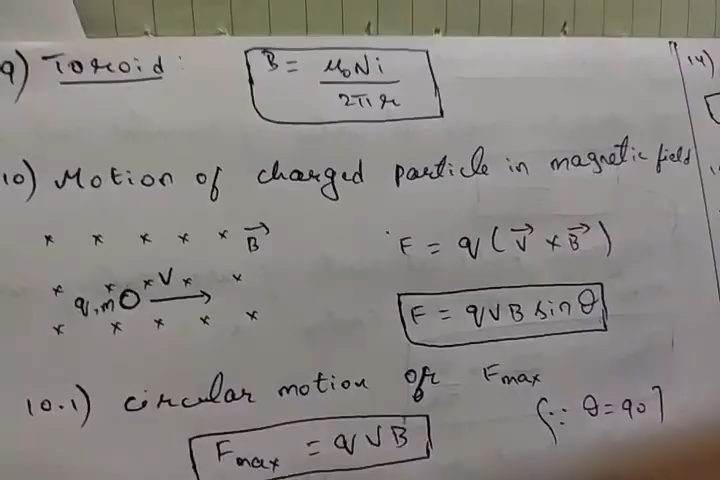 9) Toroid : B = μ₀Ni / 2πr
10) Motion of charged particle in magnetic field
× × × × × B⃗
F = q (V⃗ × B⃗)
× × × V × ×
q, m
× × × × ×
F = qVB sinθ
10.1) circular motion or Fmax
(∵ θ = 90]
Fmax = qVB
14)